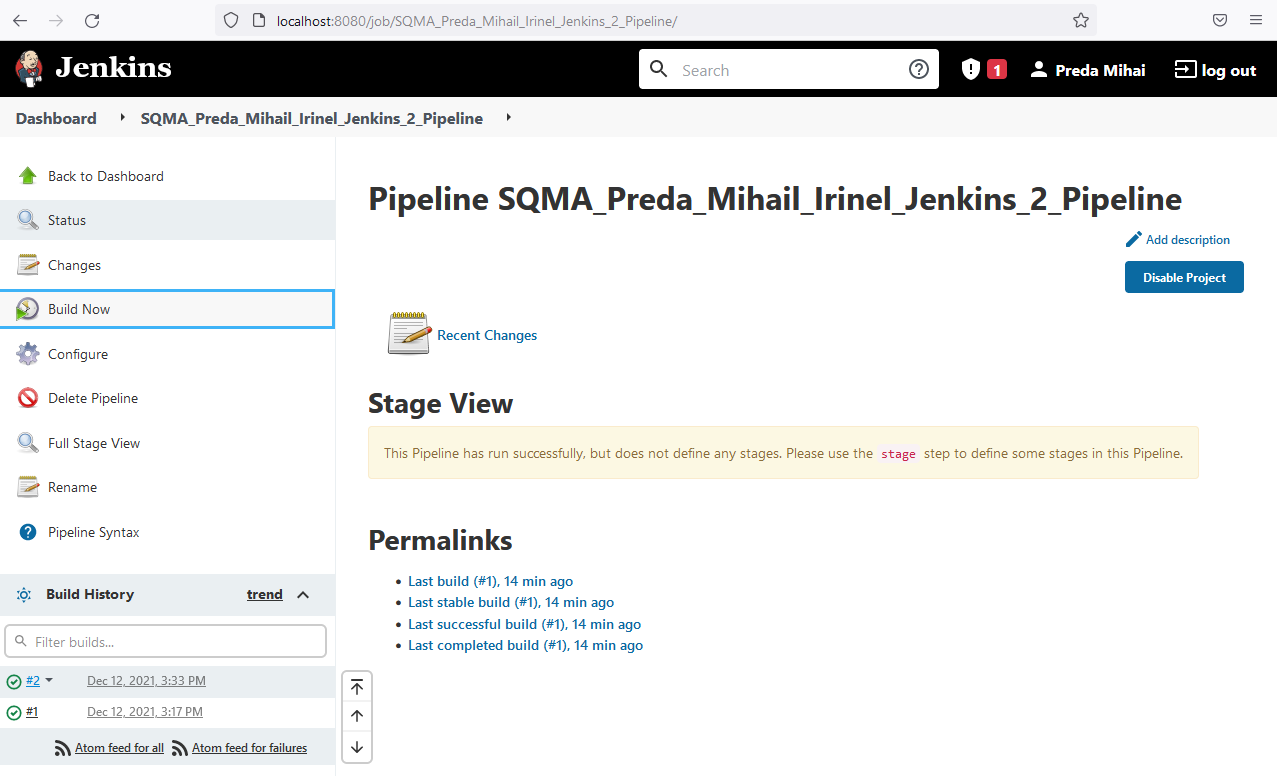 localhost:8080/job/SQMA_Preda_Mihail_Irinel_Jenkins_2_Pipeline/
Jenkins
Search
1
Preda Mihai
log out
Dashboard
SQMA_Preda_Mihail_Irinel_Jenkins_2_Pipeline
Back to Dashboard
Status
Changes
Build Now
Configure
Delete Pipeline
Full Stage View
Rename
Pipeline Syntax
Build History
trend
Filter builds...
#2 Dec 12, 2021, 3:33 PM
#1 Dec 12, 2021, 3:17 PM
Atom feed for all Atom feed for failures
Pipeline SQMA_Preda_Mihail_Irinel_Jenkins_2_Pipeline
Add description
Disable Project
Recent Changes
Stage View
This Pipeline has run successfully, but does not define any stages. Please use the stage step to define some stages in this Pipeline.
Permalinks
Last build (#1), 14 min ago
Last stable build (#1), 14 min ago
Last successful build (#1), 14 min ago
Last completed build (#1), 14 min ago